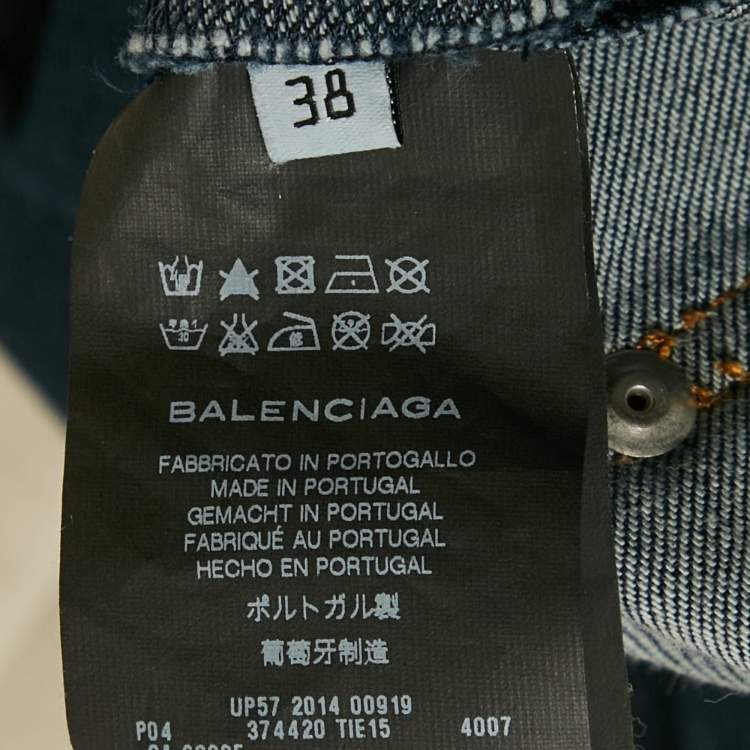 38
BALENCIAGA
FABBRICATO IN PORTOGALLO
MADE IN PORTUGAL
GEMACHT IN PORTUGAL
FABRIQUÉ AU PORTUGAL
HECHO EN PORTUGAL
ポルトガル製
葡萄牙制造
UP57 2014 00919
P04 374420 TIE15 4007